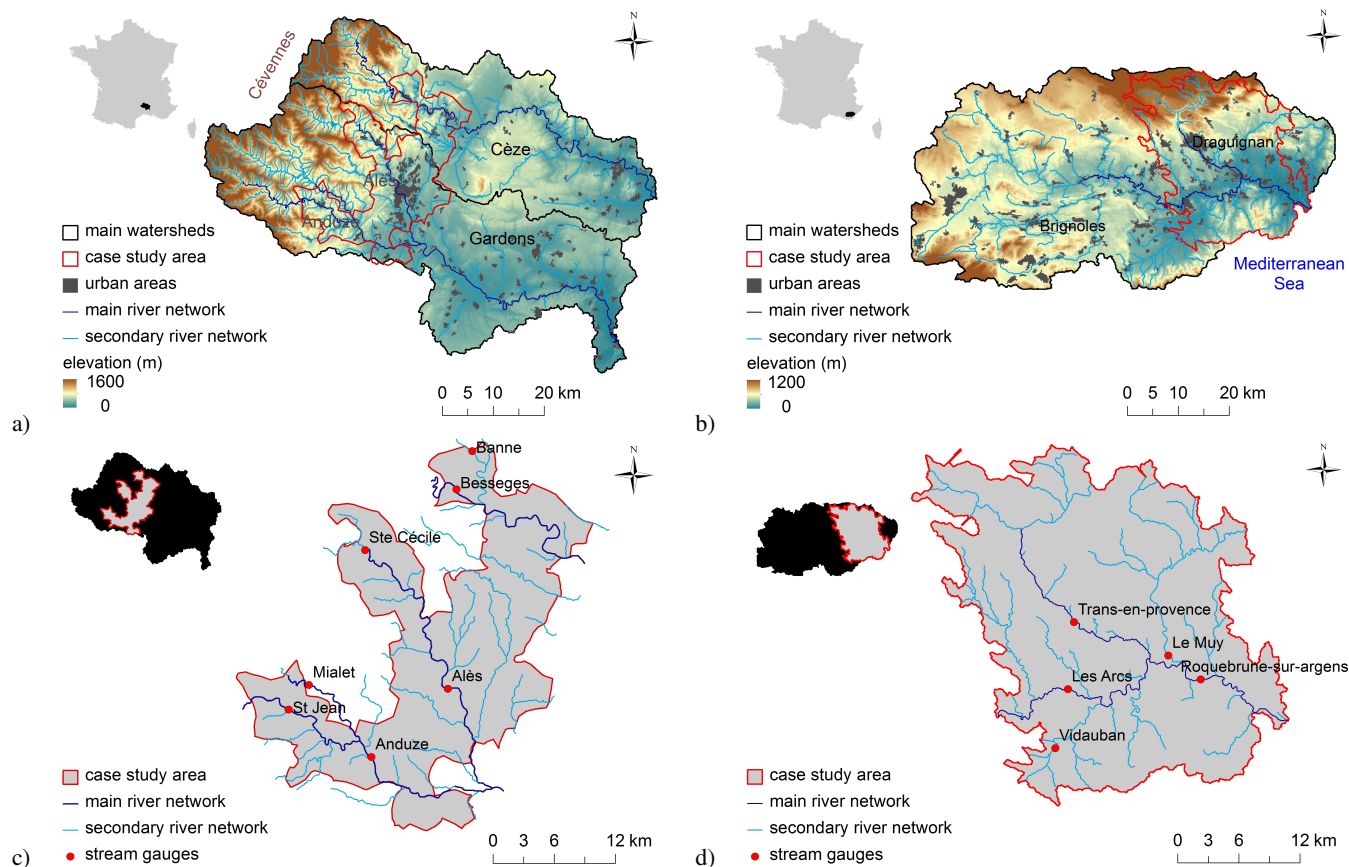 N
Cévennes
Cèze
Alès
Anduze
Gardons
main watersheds
case study area
urban areas
main river network
secondary river network
elevation (m)
1600
0
0 5 10 20 km
a)
N
Draguignan
Brignoles
Mediterranean
Sea
main watersheds
case study area
urban areas
main river network
secondary river network
elevation (m)
1200
0
0 5 10 20 km
b)
N
Banne
Besseges
Ste Cécile
Mialet
Alès
St Jean
Anduze
case study area
main river network
secondary river network
stream gauges
0 3 6 12 km
c)
N
Trans-en-provence
Le Muy
Roquebrune-sur-argens
Les Arcs
Vidauban
case study area
main river network
secondary river network
stream gauges
0 3 6 12 km
d)